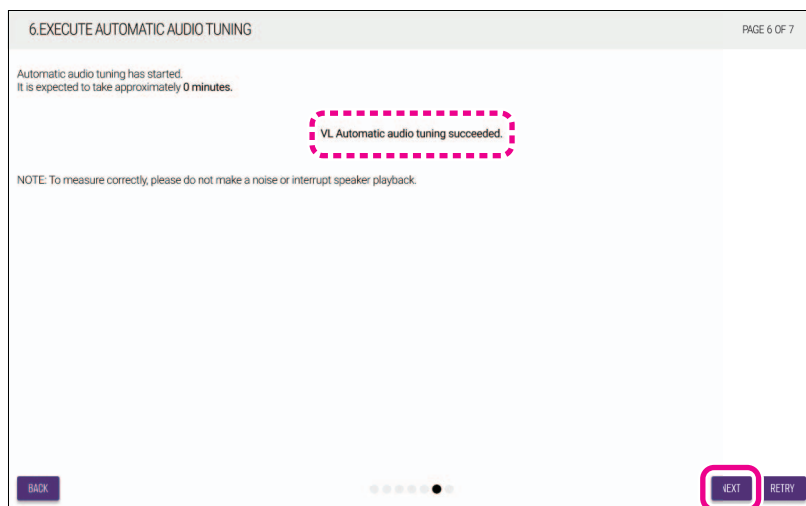 6.EXECUTE AUTOMATIC AUDIO TUNING
PAGE 6 OF 7
Automatic audio tuning has started.
It is expected to take approximately 0 minutes.
VL Automatic audio tuning succeeded.
NOTE: To measure correctly, please do not make a noise or interrupt speaker playback.
BACK
NEXT
RETRY